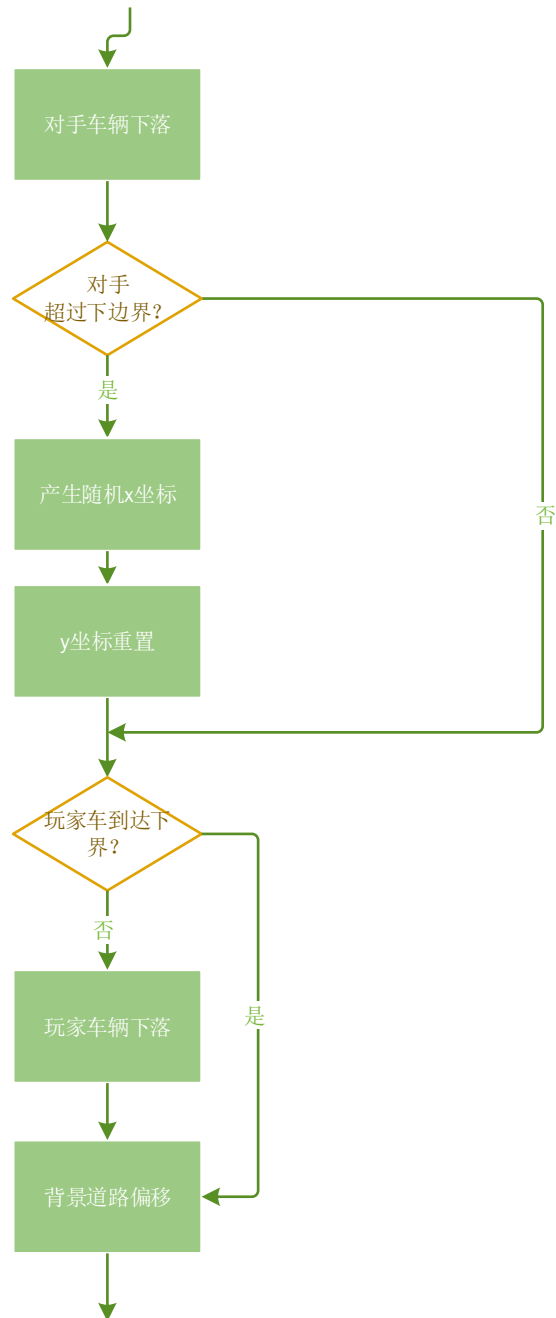 对手车辆下落
对手
超过下边界？
是
产生随机x坐标
否
y坐标重置
玩家车到达下
界？
否
玩家车辆下落
是
背景道路偏移